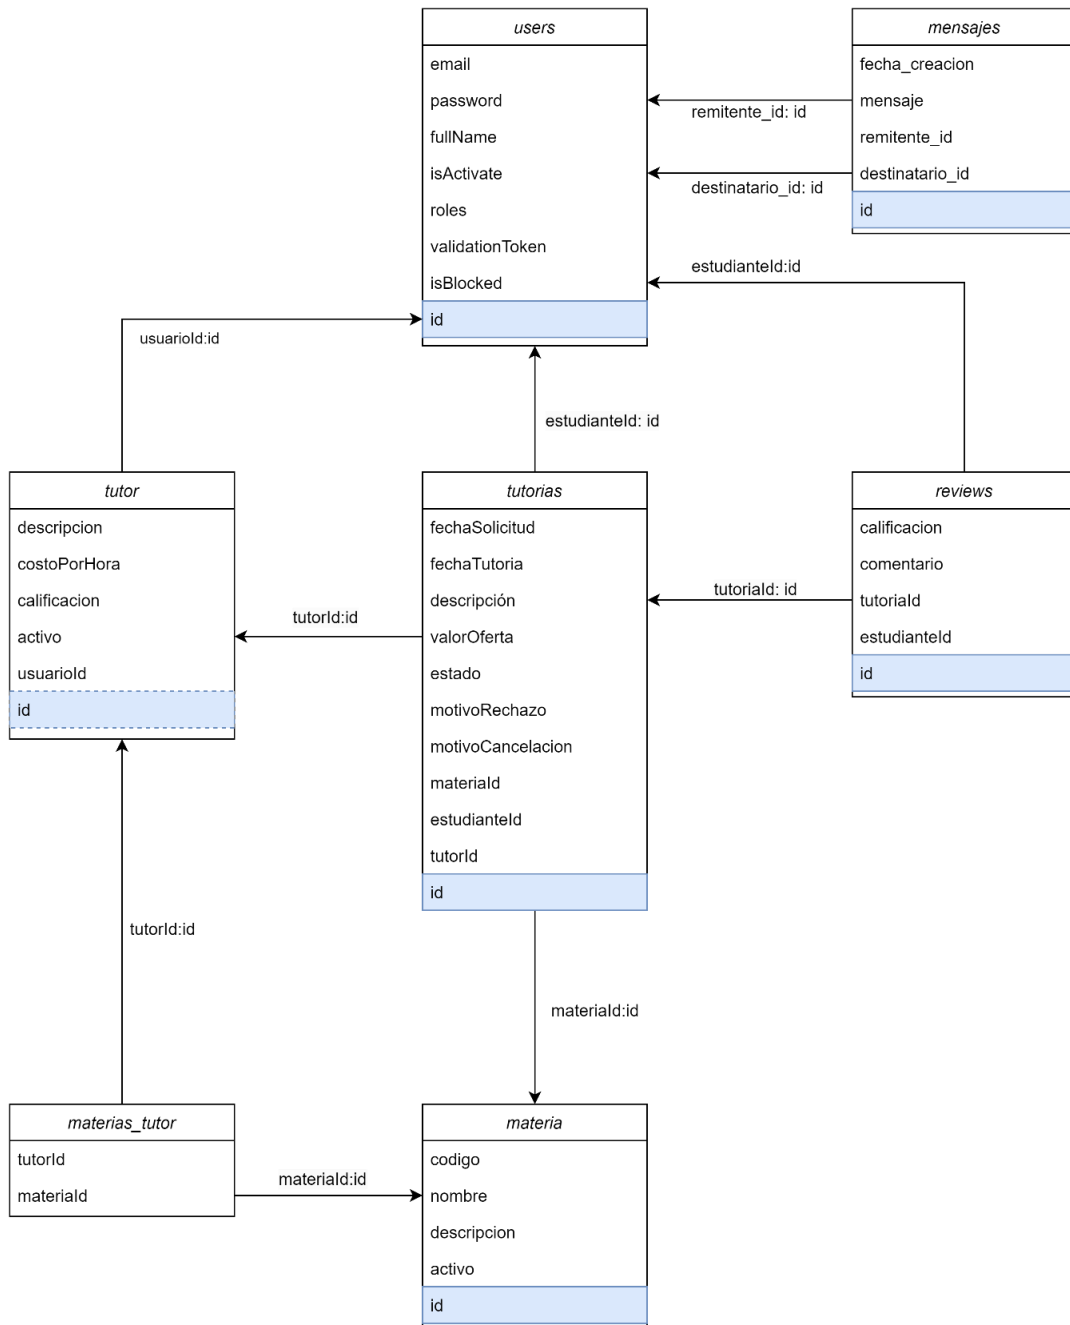 users
email
password
fullName
isActivate
roles
validationToken
isBlocked
id
mensajes
fecha_creacion
mensaje
remitente_id
destinatario_id
id
remitente_id: id
destinatario_id: id
estudianteId:id
usuarioId:id
estudianteId: id
tutor
descripcion
costoPorHora
calificacion
activo
usuarioId
id
tutorias
fechaSolicitud
fechaTutoria
descripción
valorOferta
estado
motivoRechazo
motivoCancelacion
materiaId
estudianteId
tutorId
id
reviews
calificacion
comentario
tutoriaId
estudianteId
id
tutorId:id
tutoriaId: id
tutorId:id
materiaId:id
materias_tutor
tutorId
materiaId
materiaId:id
materia
codigo
nombre
descripcion
activo
id